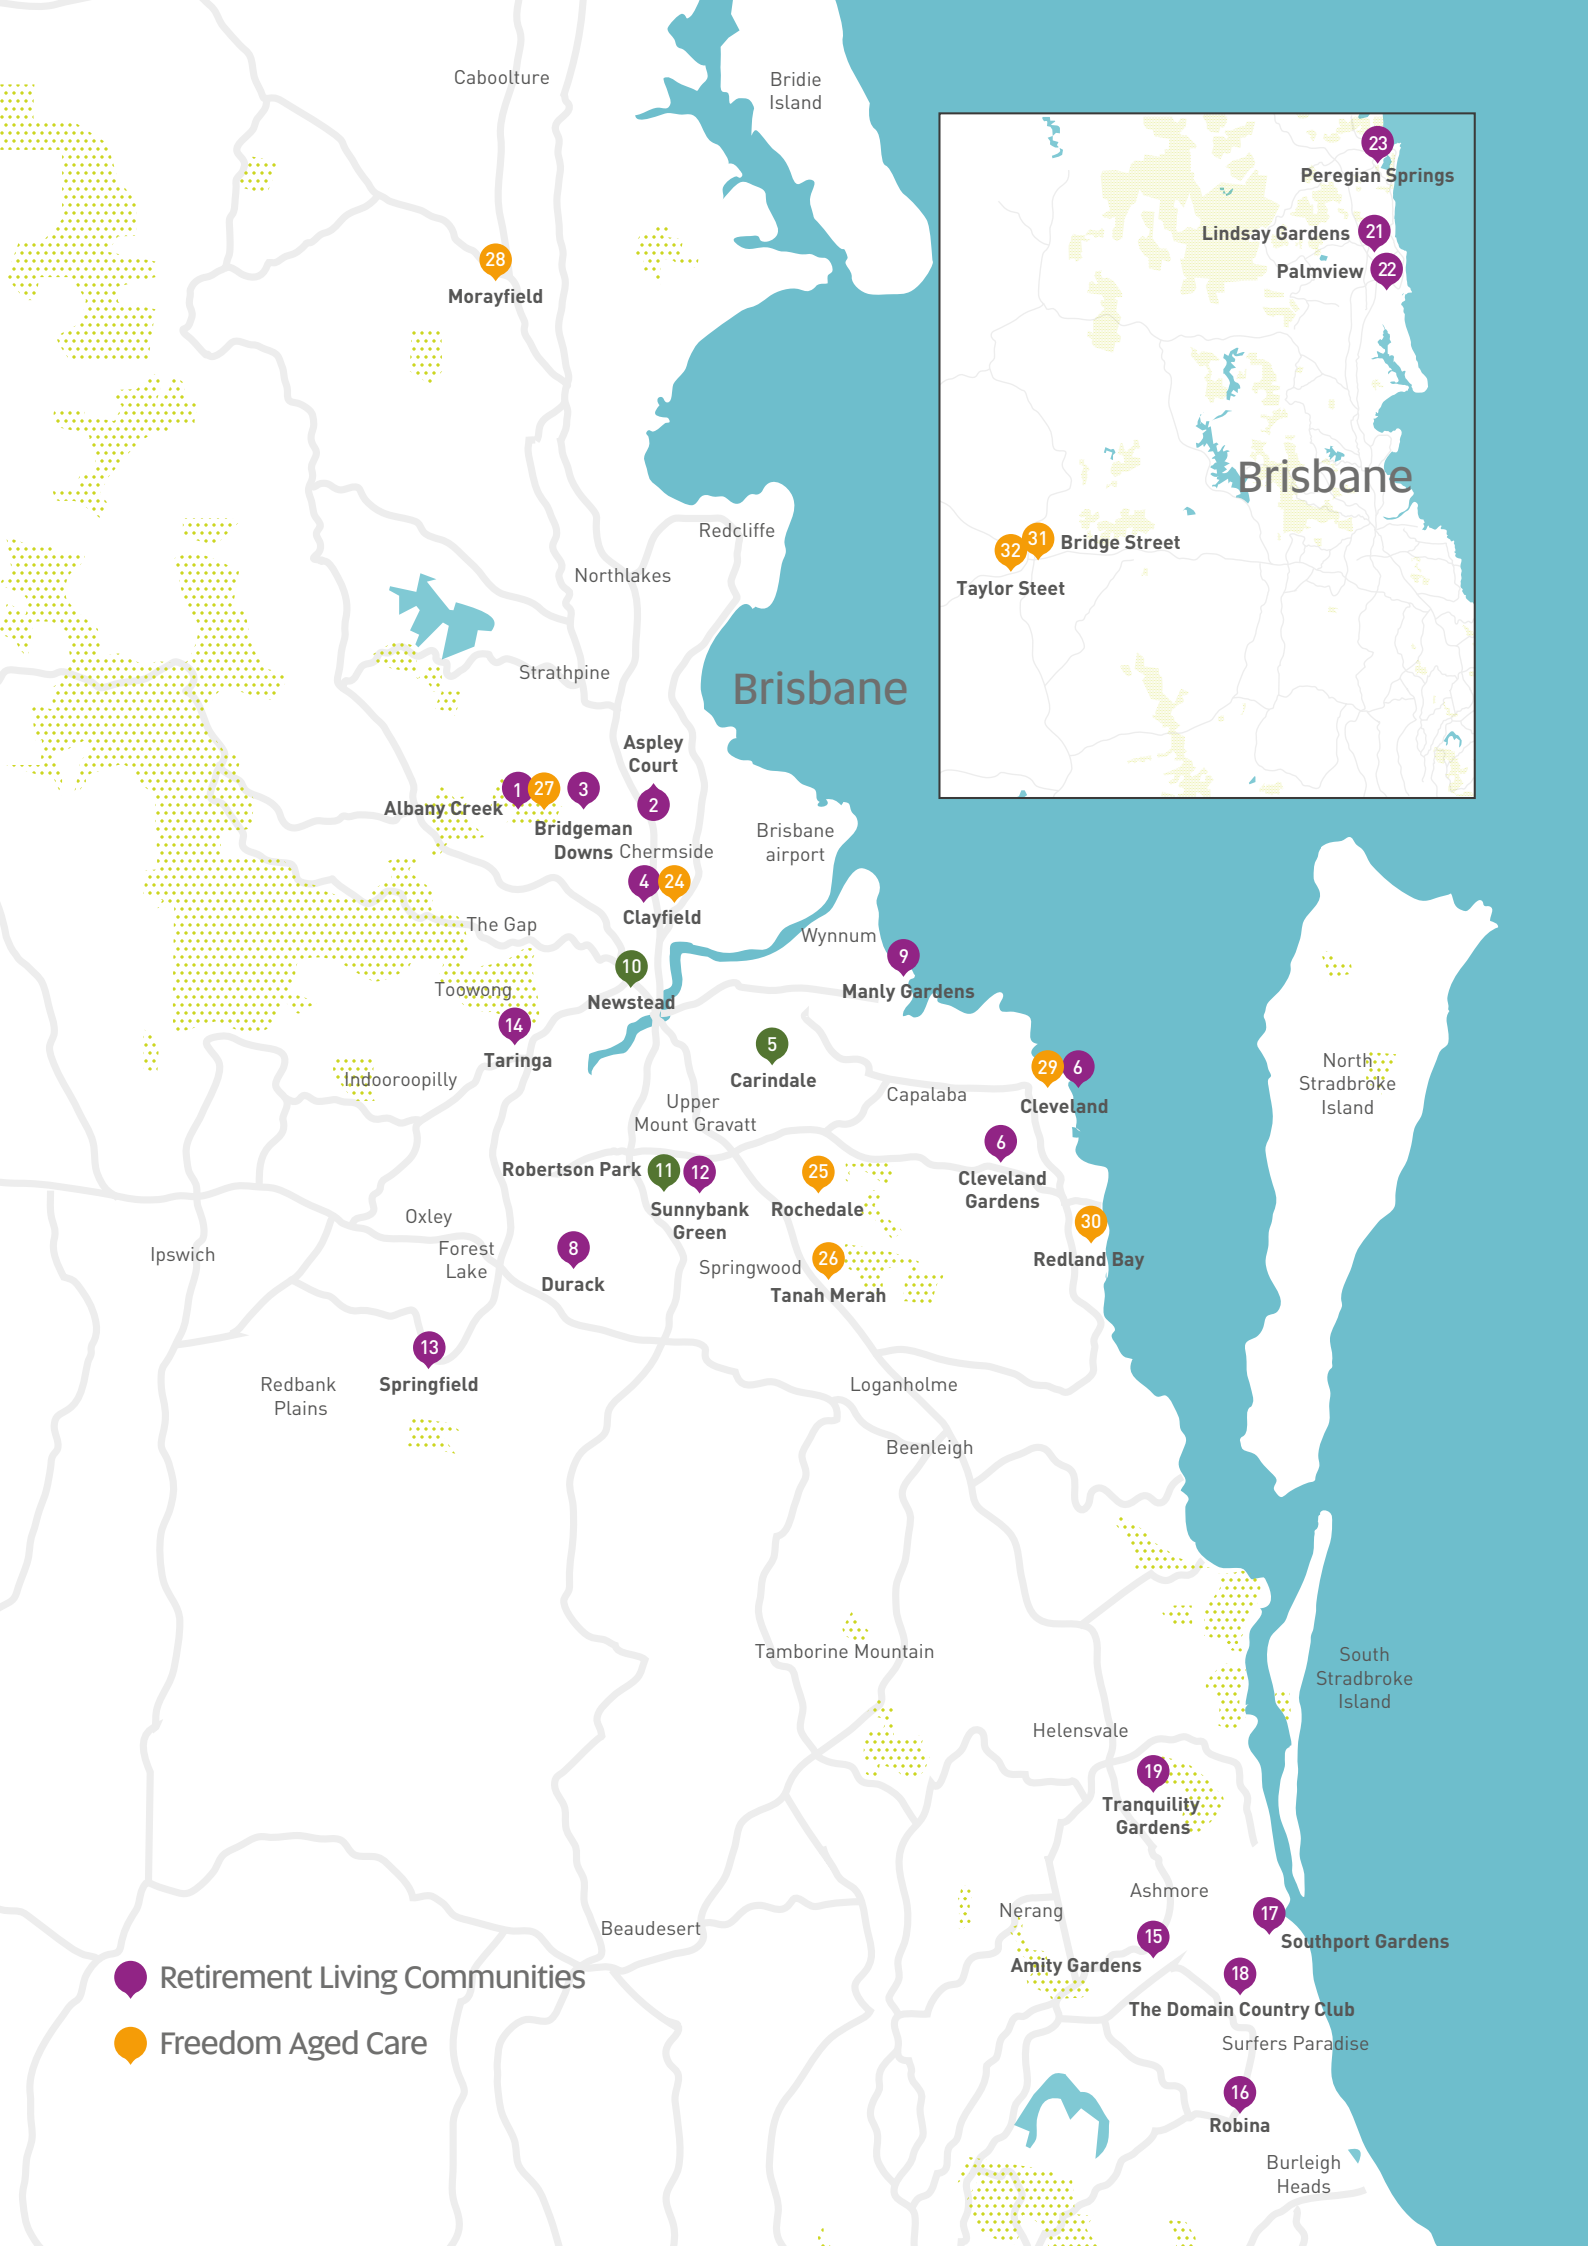 Caboolture
Bridie
Island
23
Peregian Springs
Lindsay Gardens
21
Palmview
22
28
Morayfield
Brisbane
Redcliffe
31
Bridge Street
32
Taylor Steet
Northlakes
Strathpine
Brisbane
Aspley
Court
1
27
3
2
Albany Creek
Bridgeman
Downs
Chermside
Brisbane
airport
4
24
Clayfield
The Gap
Wynnum
9
Manly Gardens
10
Newstead
Toowong
14
Taringa
5
Carindale
Indooroopilly
29
6
Cleveland
North
Stradbroke
Island
Capalaba
Upper
Mount Gravatt
6
Cleveland
Gardens
Robertson Park
11
12
Sunnybank
Green
25
Rochedale
30
Redland Bay
Oxley
Ipswich
Forest
Lake
8
Durack
Springwood
26
Tanah Merah
13
Springfield
Redbank
Plains
Loganholme
Beenleigh
Tamborine Mountain
South
Stradbroke
Island
Helensvale
19
Tranquility
Gardens
Ashmore
Nerang
17
Southport Gardens
Beaudesert
15
Amity Gardens
18
The Domain Country Club
Surfers Paradise
16
Robina
Burleigh
Heads
Retirement Living Communities
Freedom Aged Care